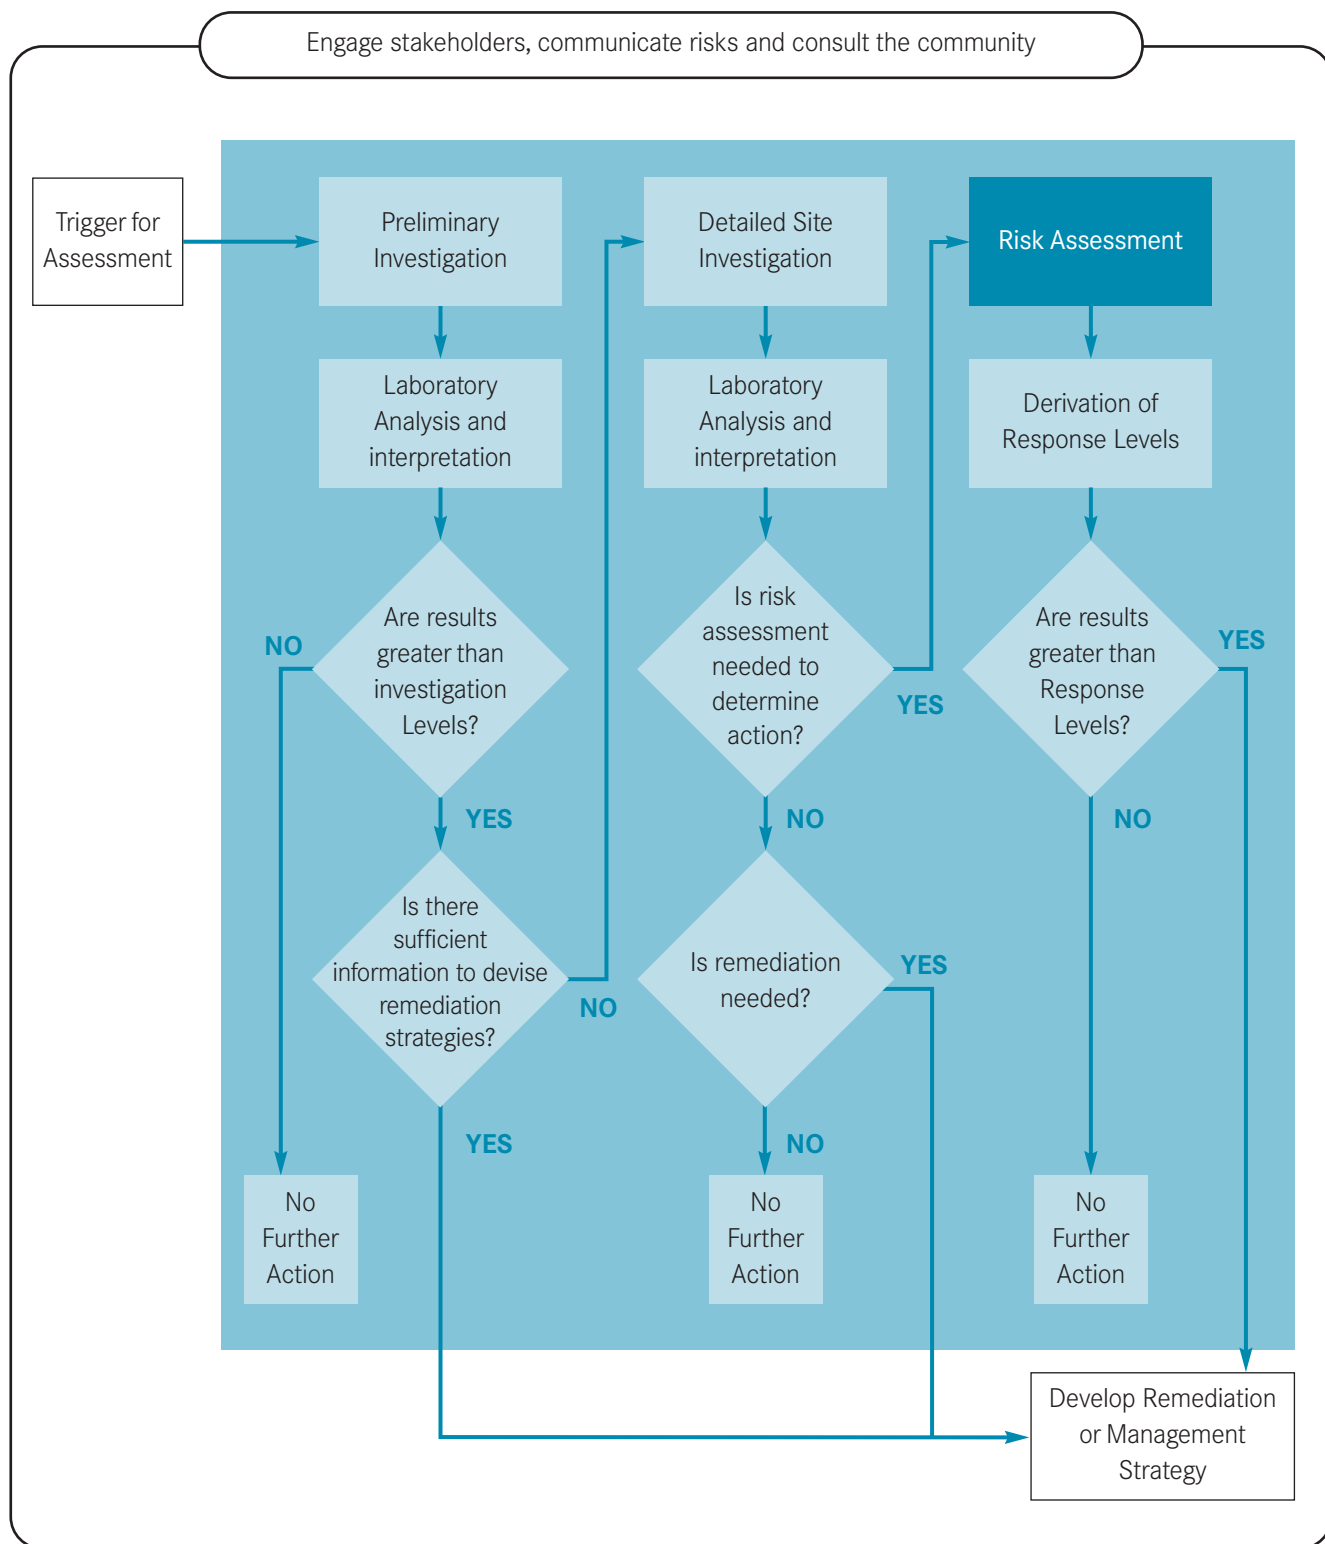 Engage stakeholders, communicate risks and consult the community
Trigger for
Assessment
Preliminary
Investigation
Detailed Site
Investigation
Risk Assessment
Laboratory
Analysis and
interpretation
Laboratory
Analysis and
interpretation
Derivation of
Response Levels
Are results
greater than
investigation
Levels?
NO
YES
Is risk
assessment
needed to
determine
action?
YES
NO
Are results
greater than
Response
Levels?
YES
NO
Is there
sufficient
information to devise
remediation
strategies?
NO
YES
Is remediation
needed?
YES
NO
No
Further
Action
No
Further
Action
No
Further
Action
Develop Remediation
or Management
Strategy